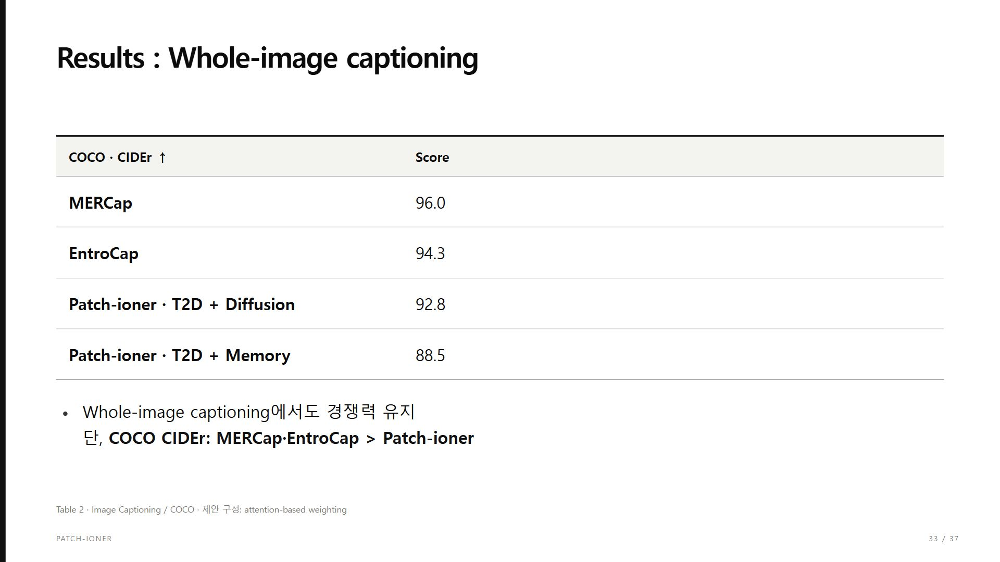 Results : Whole-image captioning
COCO · CIDEr ↑ Score
MERCap 96.0
EntroCap 94.3
Patch-ioner · T2D + Diffusion 92.8
Patch-ioner · T2D + Memory 88.5
• Whole-image captioning에서도 경쟁력 유지
단, COCO CIDEr: MERCap·EntroCap > Patch-ioner
Table 2 · Image Captioning / COCO · 제안 구성: attention-based weighting
PATCH-IONER
33 / 37